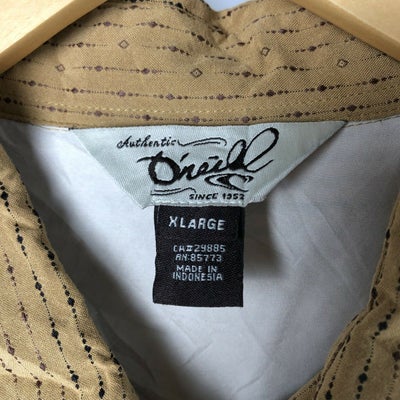 Authentic
O'neill
SINCE 1952
XLARGE
CA#29885
RN:85773
MADE IN
INDONESIA